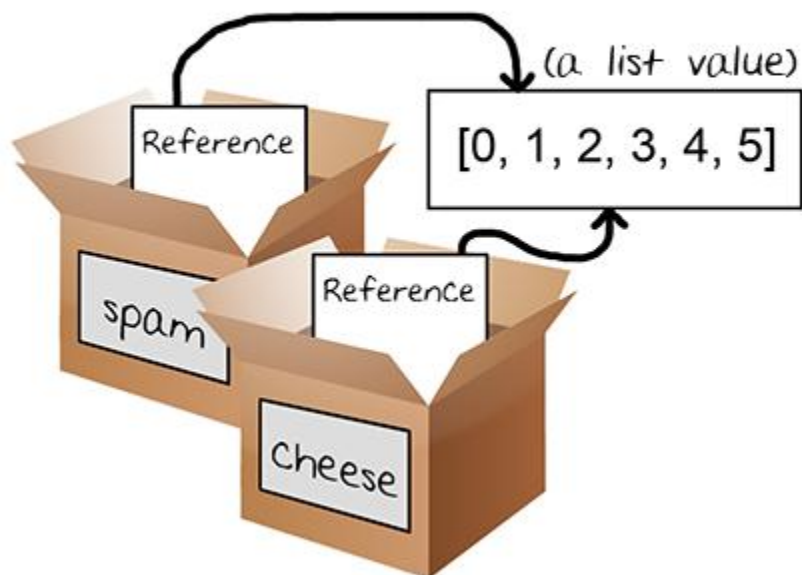 (a list value)
[0, 1, 2, 3, 4, 5]
Reference
spam
Reference
cheese